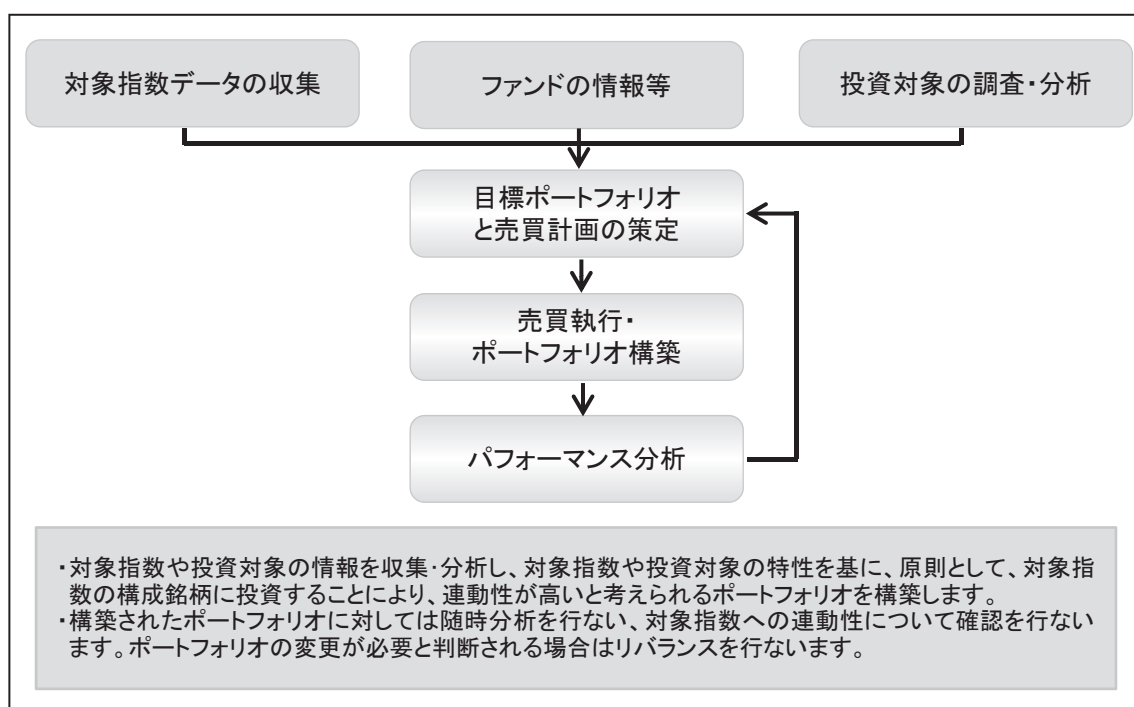 対象指数データの収集
ファンドの情報等
投資対象の調査・分析
目標ポートフォリオ
と売買計画の策定
売買執行・
ポートフォリオ構築
パフォーマンス分析
・対象指数や投資対象の情報を収集・分析し、対象指数や投資対象の特性を基に、原則として、対象指
数の構成銘柄に投資することにより、連動性が高いと考えられるポートフォリオを構築します。
・構築されたポートフォリオに対しては随時分析を行ない、対象指数への連動性について確認を行ない
ます。ポートフォリオの変更が必要と判断される場合はリバランスを行ないます。